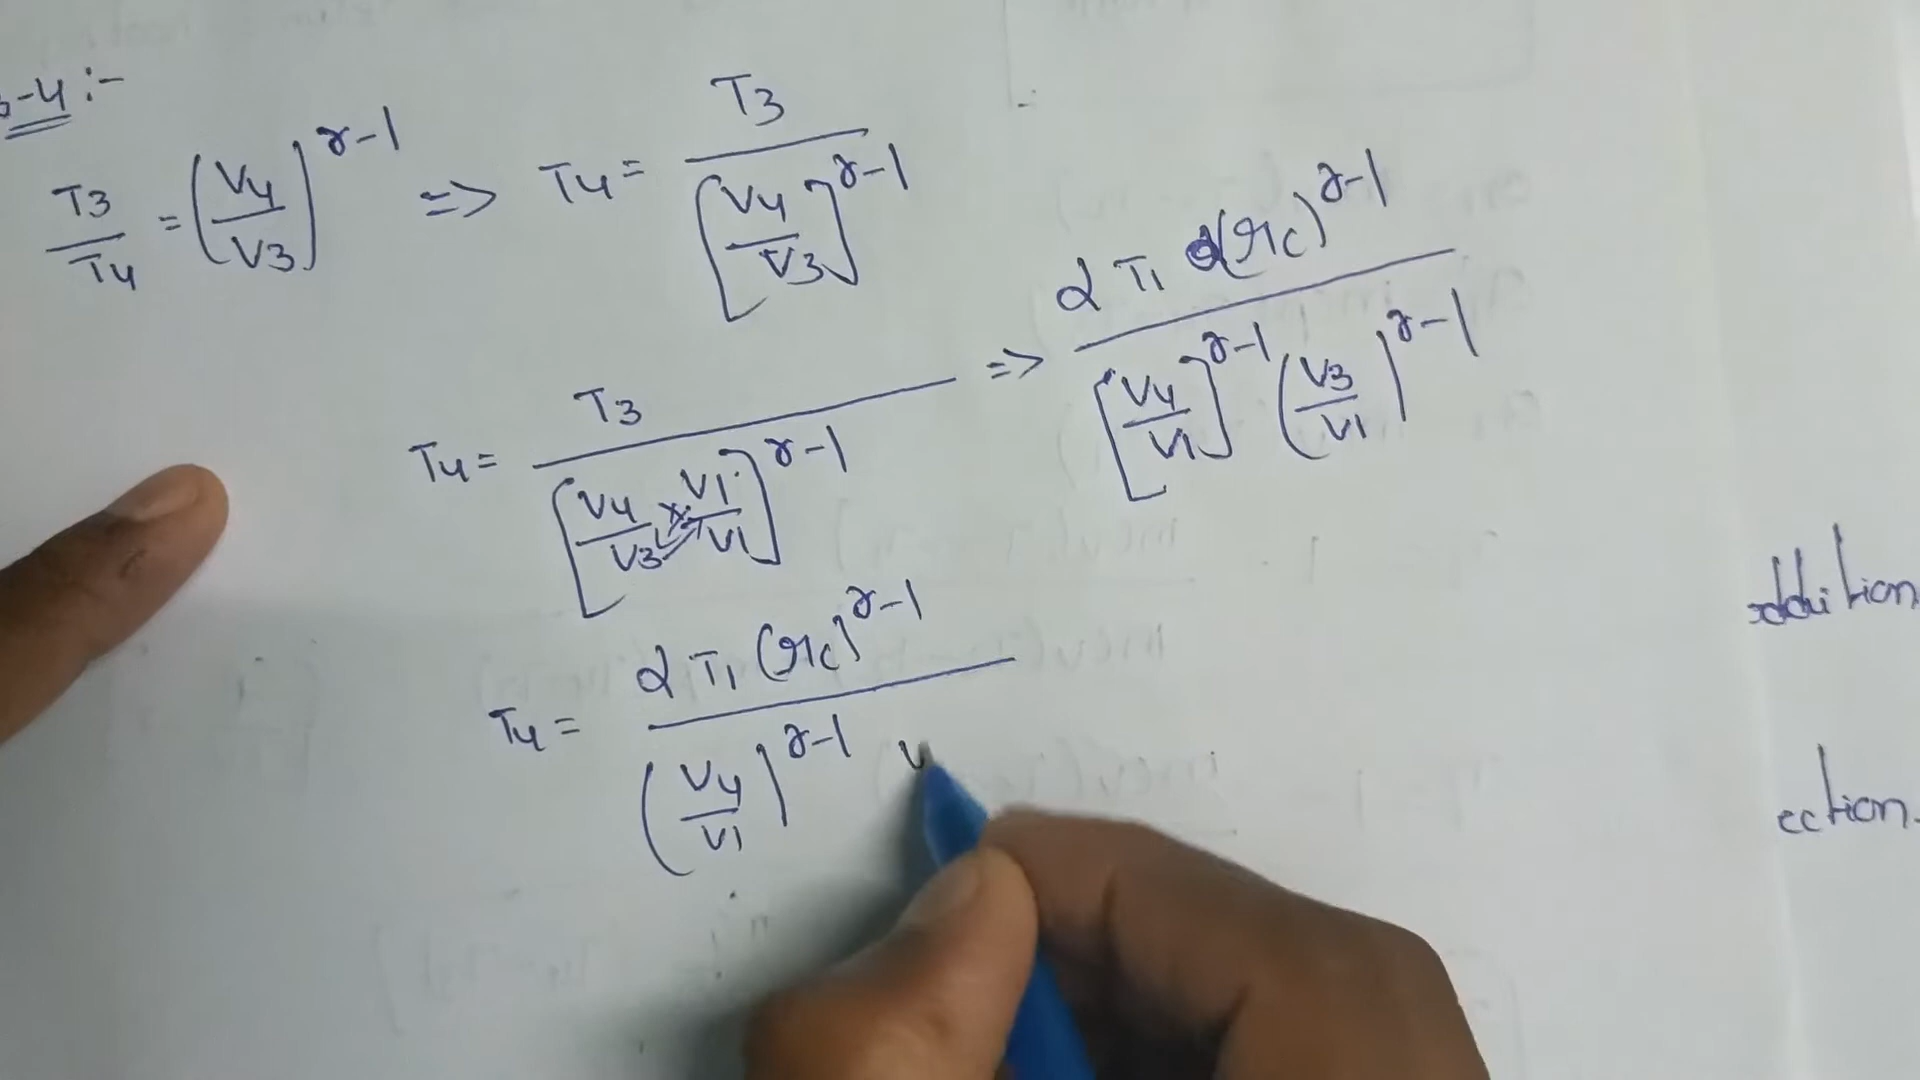 3-4:-
T3/T4 = (V4/V3)^γ-1 => T4 = T3/[V4/V3]^γ-1
=> α T1 (rc)^γ-1 / [V4/V1]^γ-1 (V3/V1)^γ-1
T4 = T3/[V4/V3 × V1/V1]^γ-1
T4 = α T1 (rc)^γ-1 / (V4/V1)^γ-1 V
ddition.
ection.